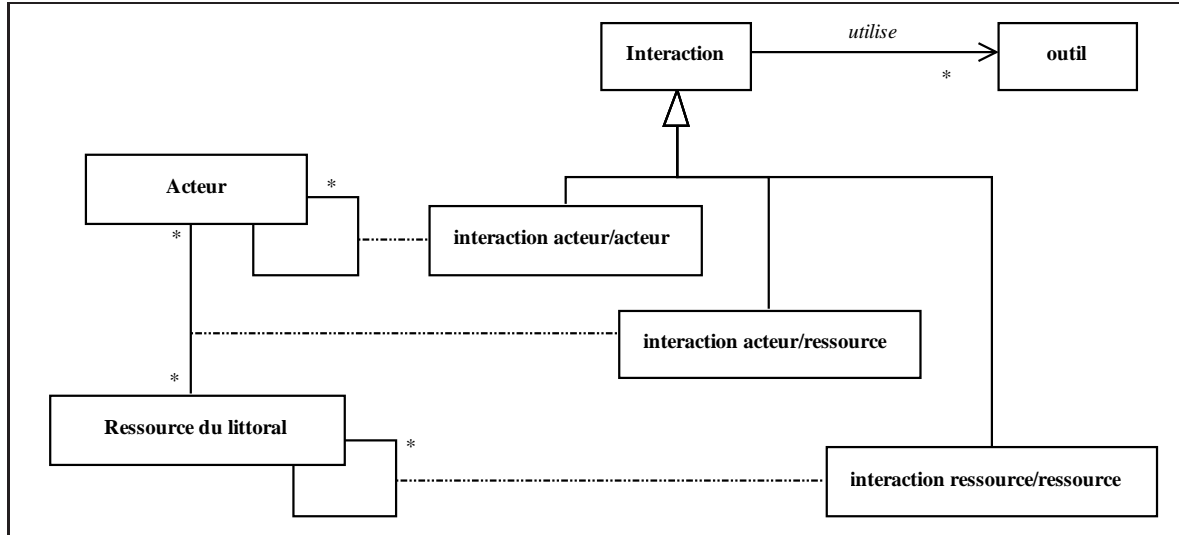 Interaction
utilise
*
outil
Acteur
*
*
interaction acteur/acteur
interaction acteur/ressource
*
Ressource du littoral
*
interaction ressource/ressource